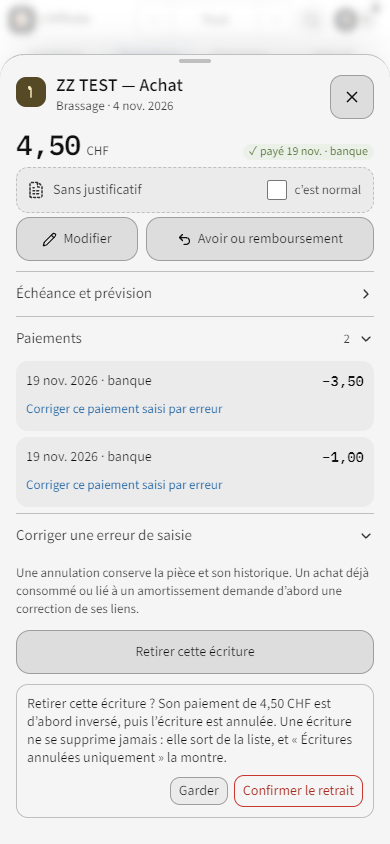 ZZ TEST — Achat
Brassage · 4 nov. 2026
4,50 CHF
✓ payé 19 nov. · banque
Sans justificatif
c’est normal
Modifier
Avoir ou remboursement
Échéance et prévision
Paiements
2
19 nov. 2026 · banque
−3,50
Corriger ce paiement saisi par erreur
19 nov. 2026 · banque
−1,00
Corriger ce paiement saisi par erreur
Corriger une erreur de saisie
Une annulation conserve la pièce et son historique. Un achat déjà
consommé ou lié à un amortissement demande d’abord une
correction de ses liens.
Retirer cette écriture
Retirer cette écriture ? Son paiement de 4,50 CHF est
d’abord inversé, puis l’écriture est annulée. Une écriture
ne se supprime jamais : elle sort de la liste, et « Écritures
annulées uniquement » la montre.
Garder
Confirmer le retrait